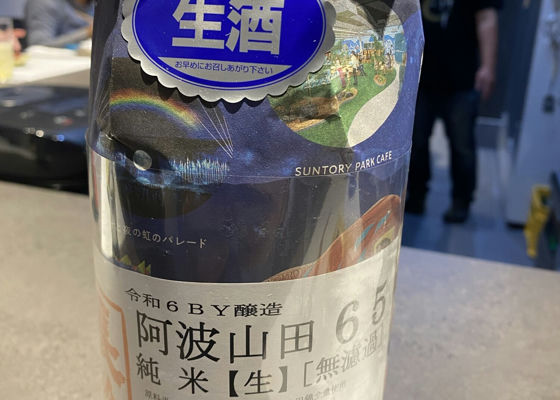 生酒
お早めにお召しあがり下さい
SUNTORY PARK CAFE
夜の虹のパレード
令和6BY醸造
阿波山田65
純米【生】[無濾過]